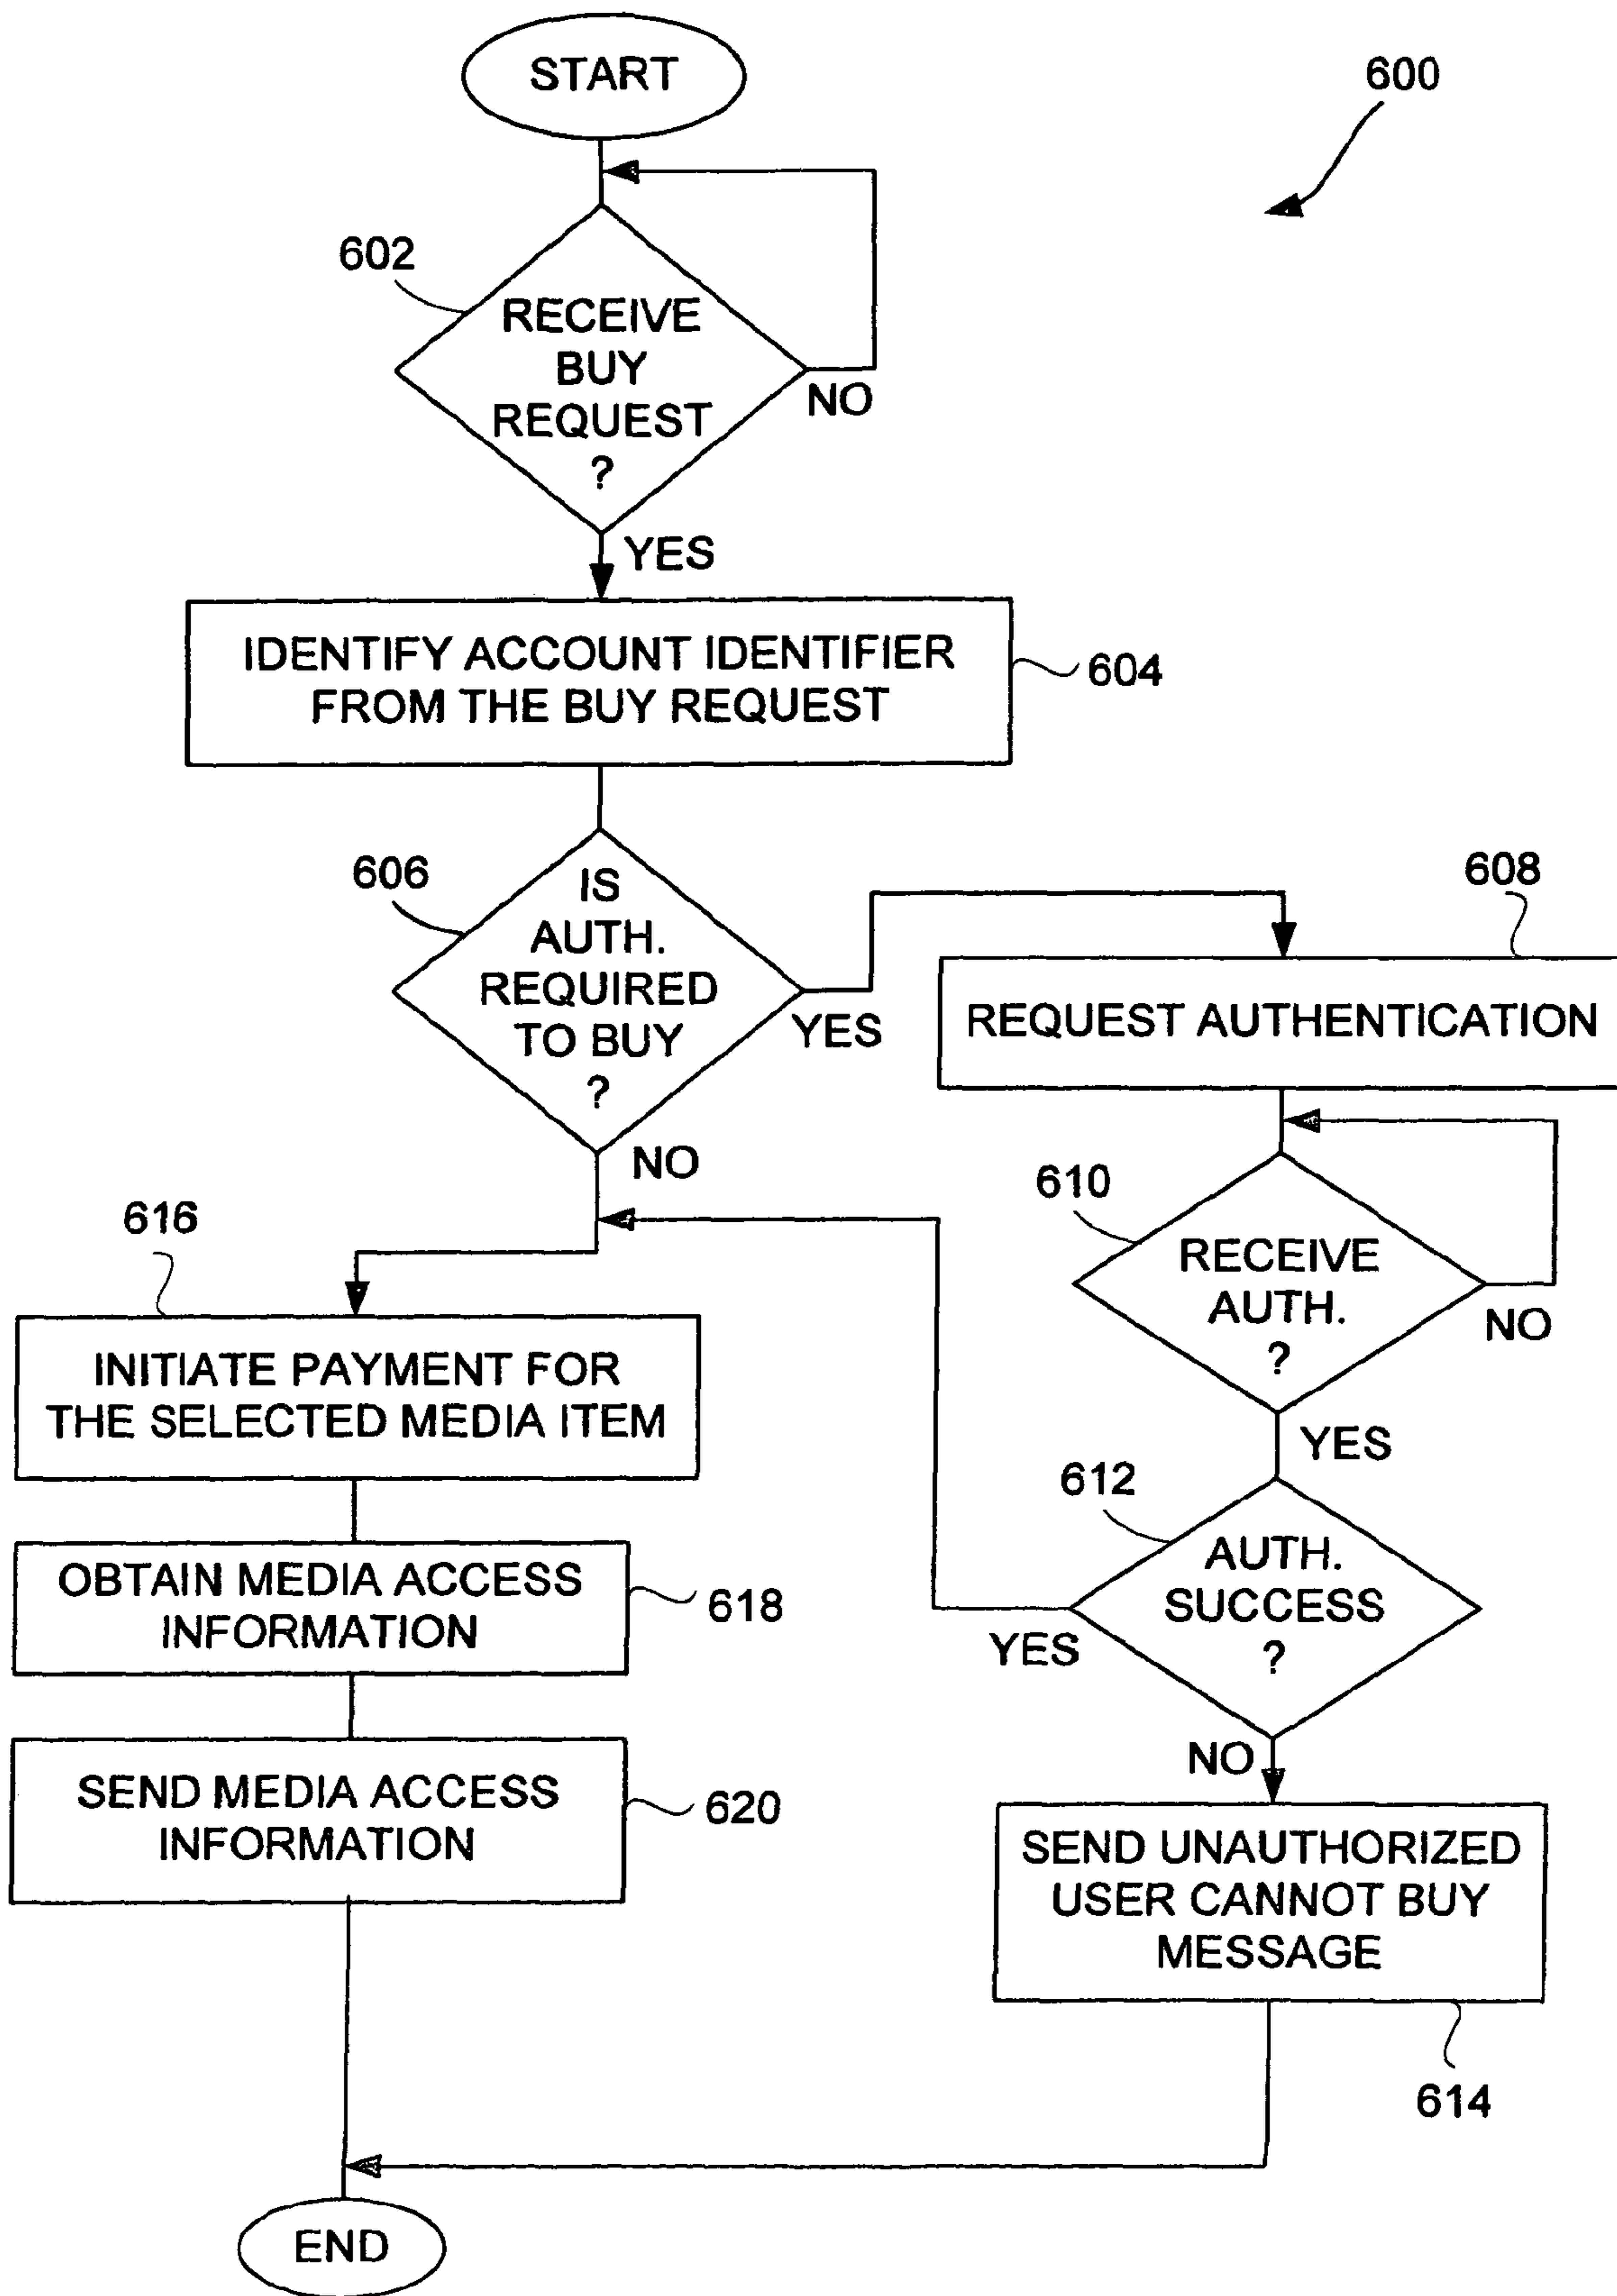 START
600
602
RECEIVE
BUY
REQUEST
?
NO
YES
IDENTIFY ACCOUNT IDENTIFIER
FROM THE BUY REQUEST
604
606
IS
AUTH.
REQUIRED
TO BUY
?
YES
NO
608
REQUEST AUTHENTICATION
610
RECEIVE
AUTH.
?
NO
YES
612
AUTH.
SUCCESS
?
YES
NO
SEND UNAUTHORIZED
USER CANNOT BUY
MESSAGE
614
616
INITIATE PAYMENT FOR
THE SELECTED MEDIA ITEM
OBTAIN MEDIA ACCESS
INFORMATION
618
SEND MEDIA ACCESS
INFORMATION
620
END